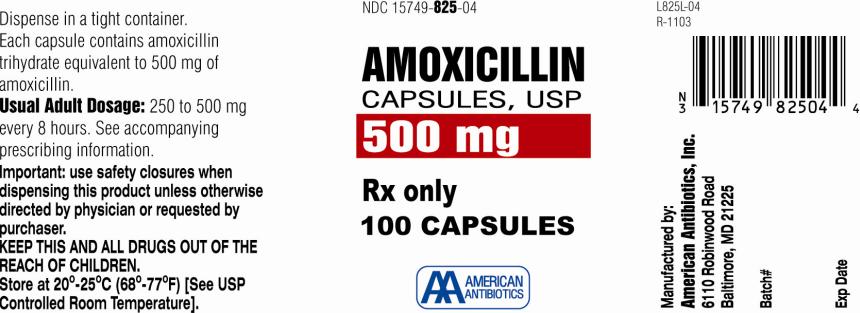 Dispense in a tight container.
Each capsule contains amoxicillin
trihydrate equivalent to 500 mg of
amoxicillin.
Usual Adult Dosage: 250 to 500 mg
every 8 hours. See accompanying
prescribing information.
Important: use safety closures when
dispensing this product unless otherwise
directed by physician or requested by
purchaser.
KEEP THIS AND ALL DRUGS OUT OF THE
REACH OF CHILDREN.
Store at 20º-25ºC (68º-77ºF) [See USP
Controlled Room Temperature].
NDC 15749-825-04
AMOXICILLIN
CAPSULES, USP
500 mg
Rx only
100 CAPSULES
AA AMERICAN
ANTIBIOTICS
L825L-04
R-1103
N
3 15749 82504 4
Manufactured by:
American Antibiotics, Inc.
6110 Robinwood Road
Baltimore, MD 21225
Batch#
Exp Date